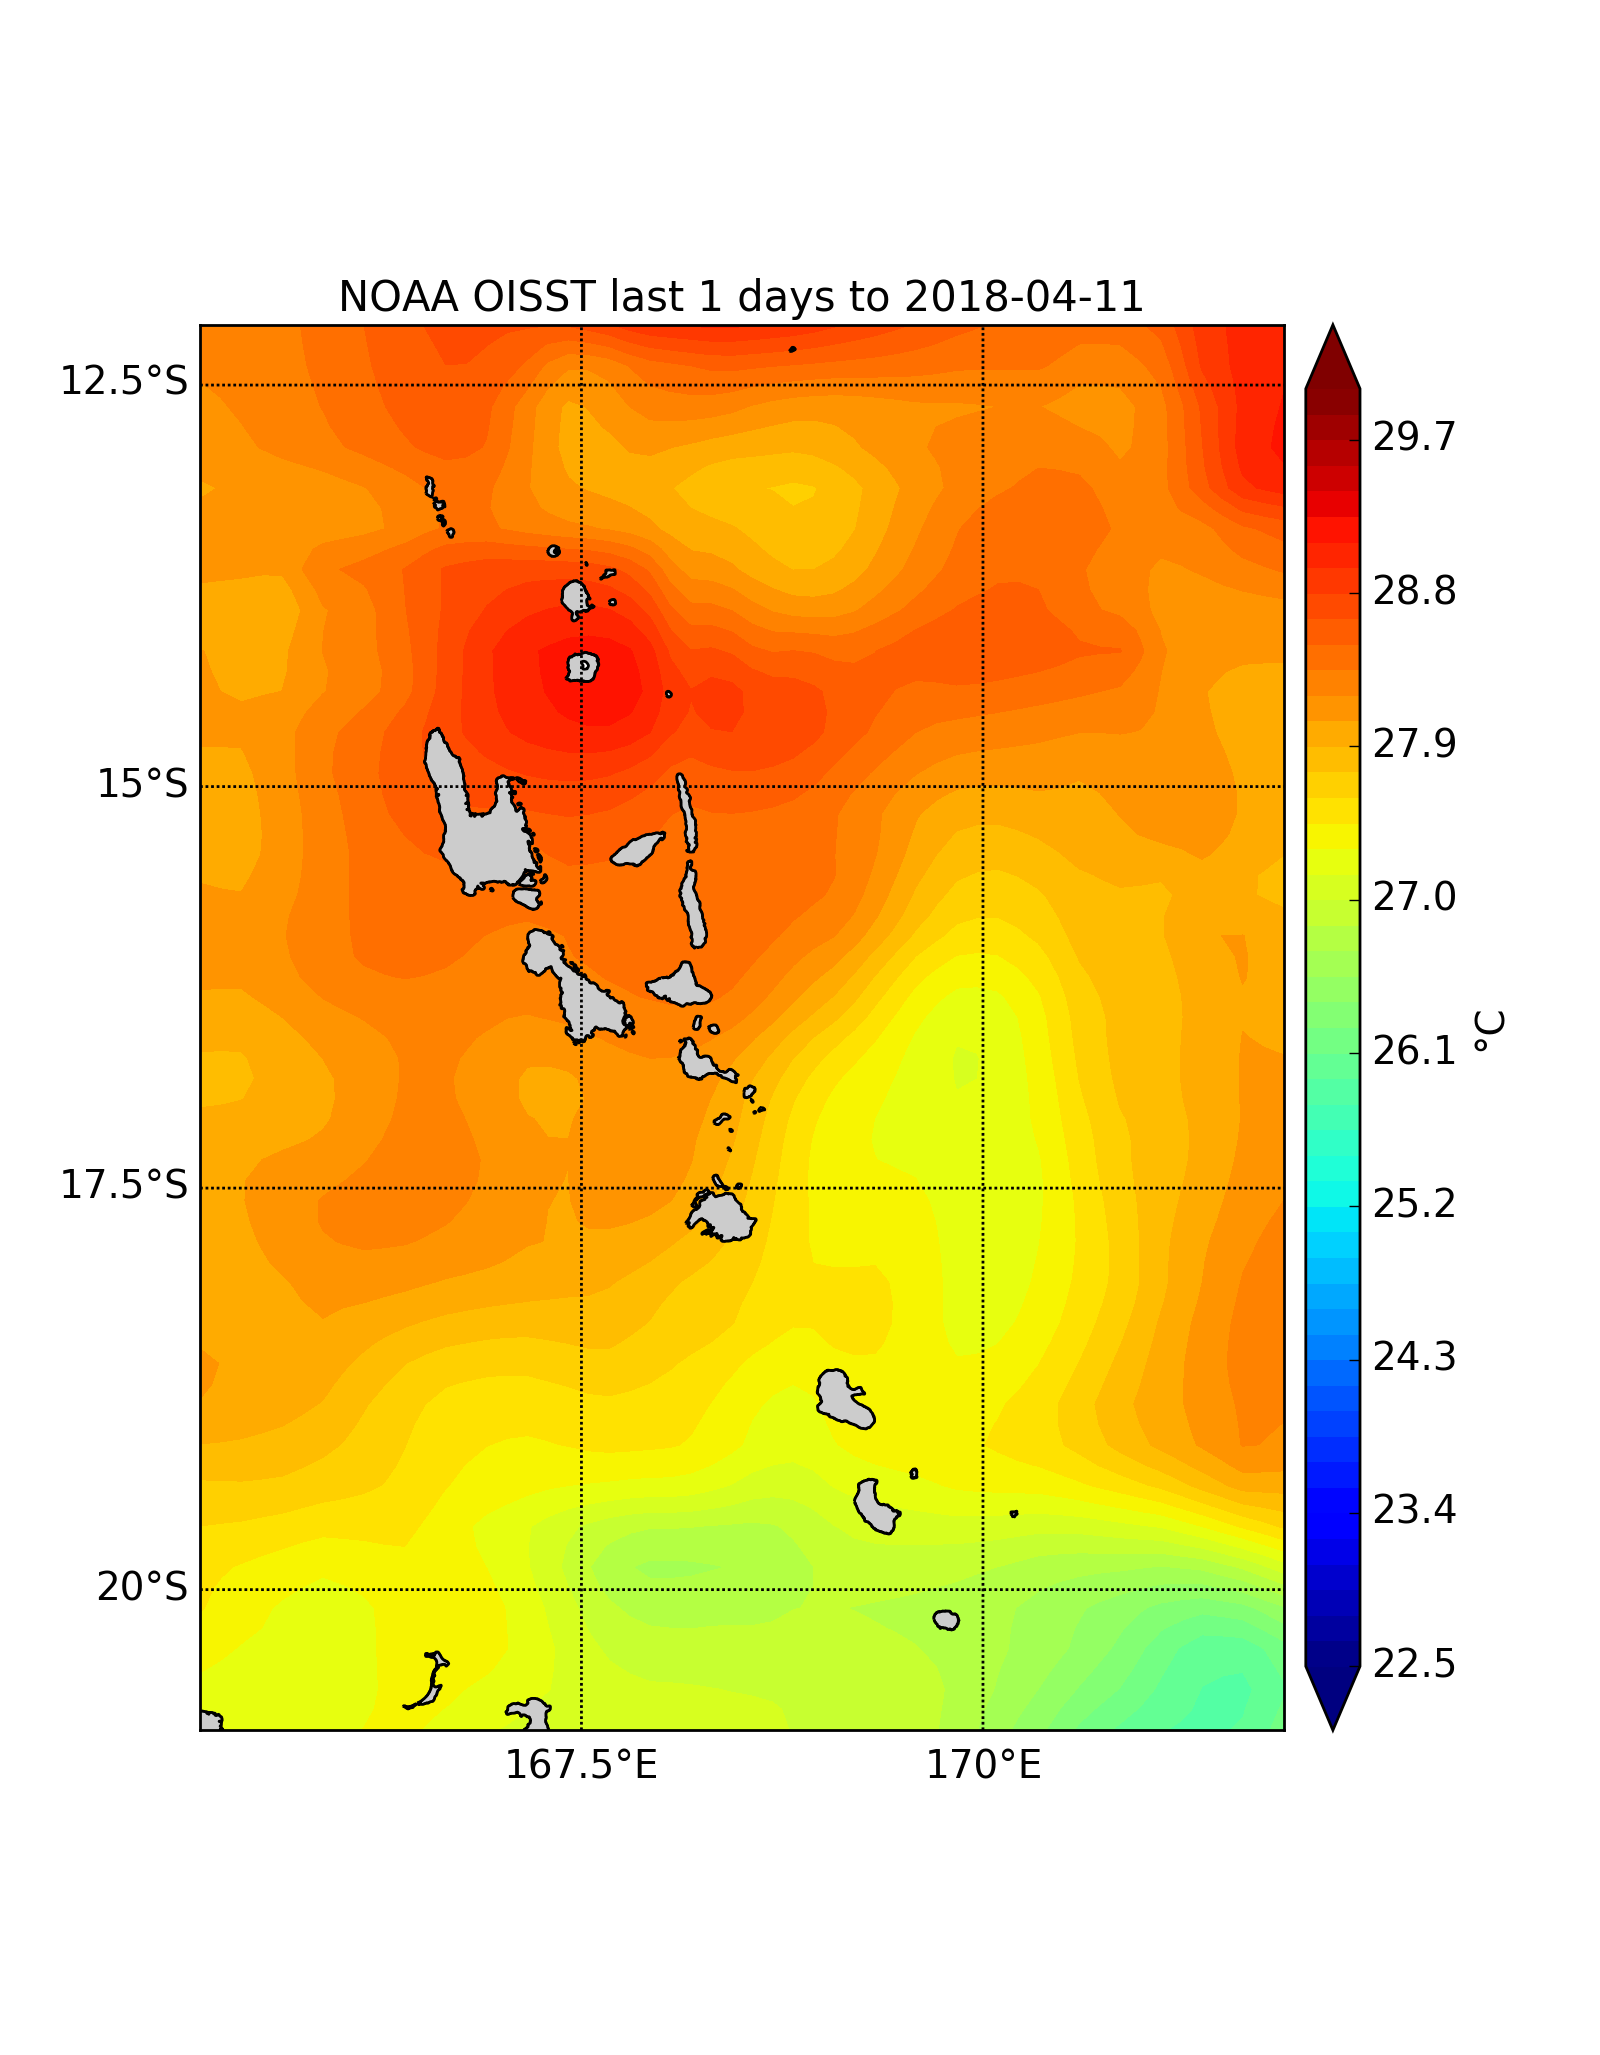 NOAA OISST last 1 days to 2018-04-11
12.5°S
15°S
17.5°S
20°S
167.5°E
170°E
29.7
28.8
27.9
27.0
26.1
25.2
24.3
23.4
22.5
°C